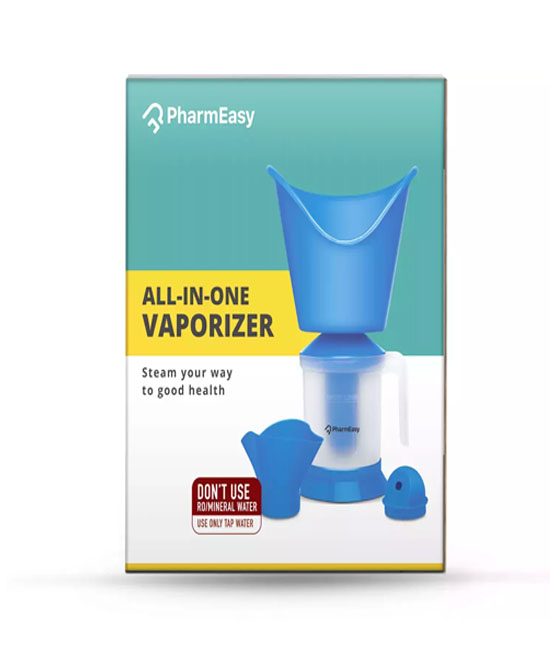 PharmEasy
ALL-IN-ONE
VAPORIZER
Steam your way
to good health
PharmEasy
DON'T USE
RO/MINERAL WATER
USE ONLY TAP WATER